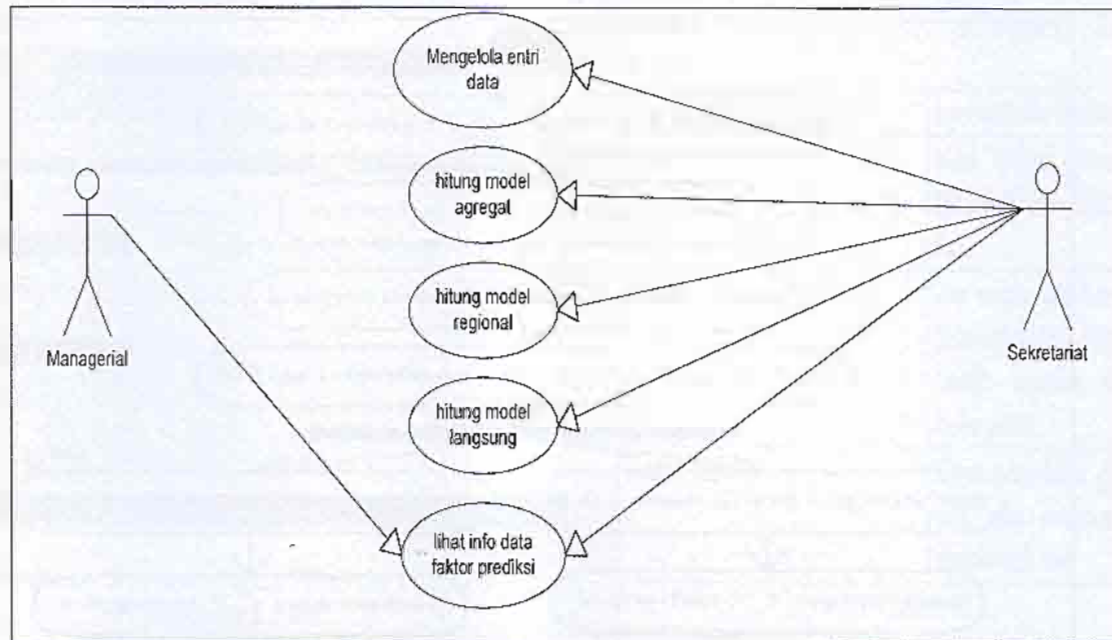 Mengelola entri
data
hitung model
agregat
hitung model
regional
Managerial
Sekretariat
hitung model
langsung
lihat info data
faktor prediksi